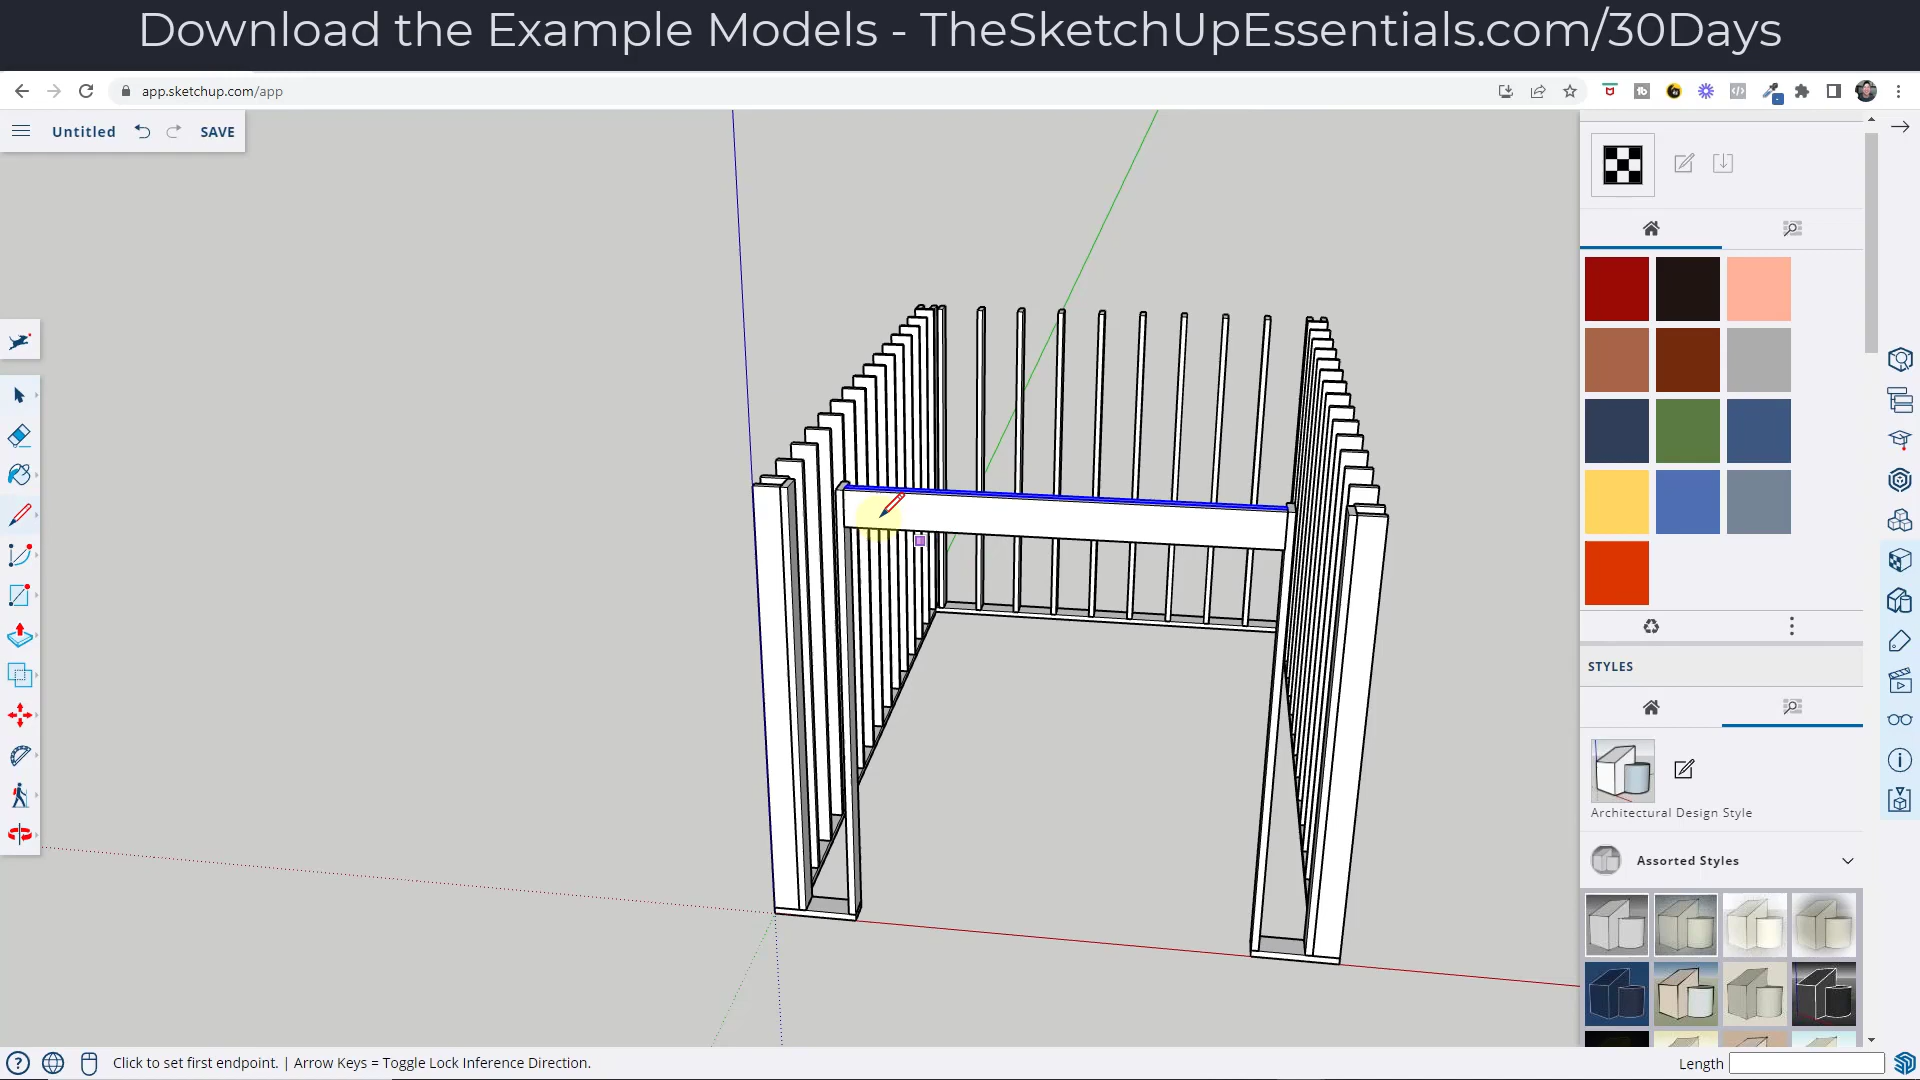 Download the Example Models - TheSketchUpEssentials.com/30Days
app.sketchup.com/app
Untitled
SAVE
STYLES
Architectural Design Style
Assorted Styles
Click to set first endpoint. | Arrow Keys = Toggle Lock Inference Direction.
Length